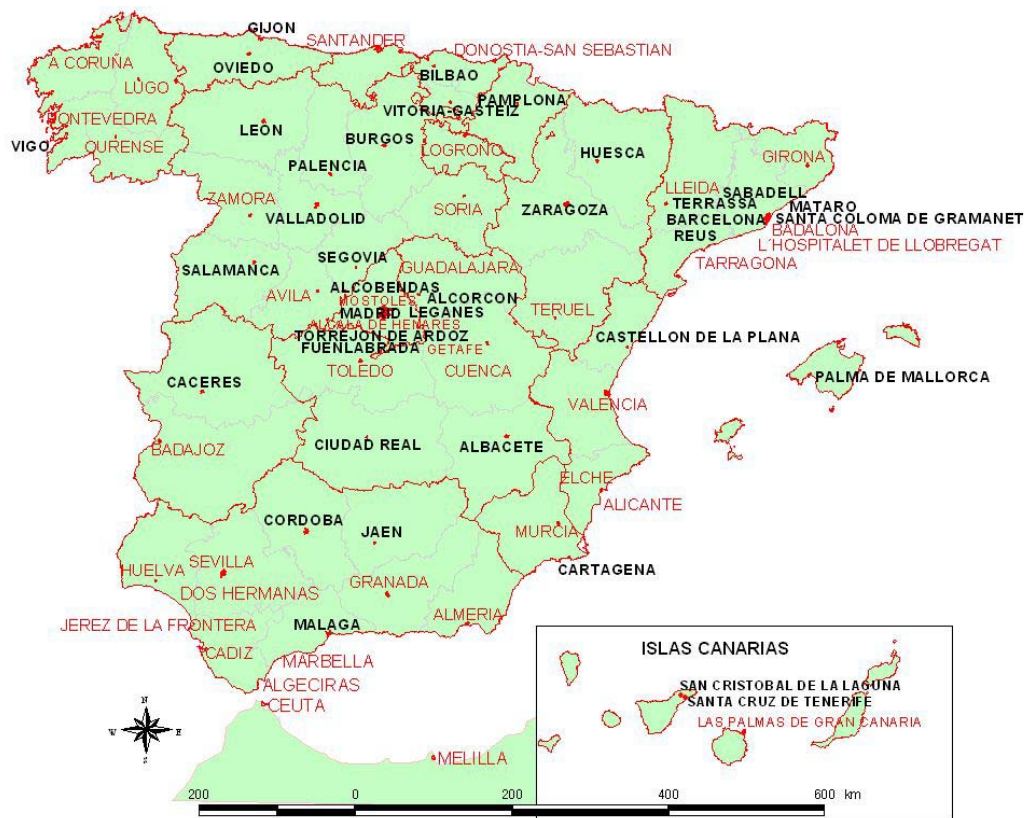 GIJON
SANTANDER
DONOSTIA-SAN SEBASTIAN
A CORUÑA
OVIEDO
BILBAO
LUGO
PAMPLONA
VITORIA-GASTEIZ
PONTEVEDRA
LEON
BURGOS
VIGO
OURENSE
LOGROÑO
HUESCA
GIRONA
PALENCIA
LLEIDA
SABADELL
ZAMORA
SORIA
ZARAGOZA
TERRASSA
MATARO
VALLADOLID
BARCELONA
SANTA COLOMA DE GRAMANET
REUS
BADALONA
L´HOSPITALET DE LLOBREGAT
SEGOVIA
TARRAGONA
SALAMANCA
GUADALAJARA
AVILA
ALCOBENDAS
MOSTOLES
ALCORCON
TERUEL
MADRID
LEGANES
ALCALA DE HENARES
TORREJON DE ARDOZ
CASTELLON DE LA PLANA
FUENLABRADA
GETAFE
TOLEDO
CUENCA
PALMA DE MALLORCA
CACERES
VALENCIA
BADAJOZ
CIUDAD REAL
ALBACETE
ELCHE
ALICANTE
CORDOBA
JAEN
MURCIA
SEVILLA
CARTAGENA
HUELVA
GRANADA
DOS HERMANAS
ALMERIA
JEREZ DE LA FRONTERA
MALAGA
CADIZ
MARBELLA
ISLAS CANARIAS
ALGECIRAS
SAN CRISTOBAL DE LA LAGUNA
CEUTA
SANTA CRUZ DE TENERIFE
LAS PALMAS DE GRAN CANARIA
N
W E
S
MELILLA
200 0 200 400 600 km